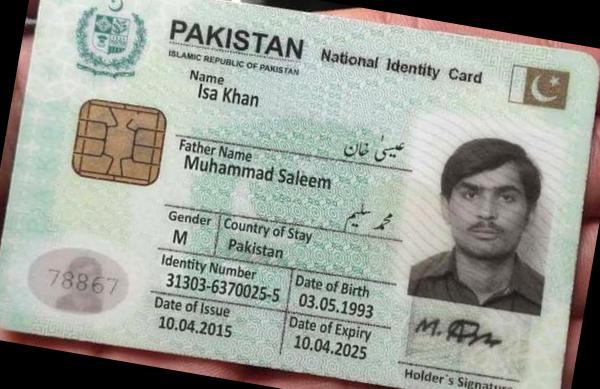 PAKISTAN National Identity Card
ISLAMIC REPUBLIC OF PAKISTAN
Name
Isa Khan
عیسیٰ خان
Father Name
Muhammad Saleem
محمد سلیم
Gender
M
Country of Stay
Pakistan
Identity Number
31303-6370025-5
Date of Birth
03.05.1993
Date of Issue
10.04.2015
Date of Expiry
10.04.2025
78867
Holder's Signature